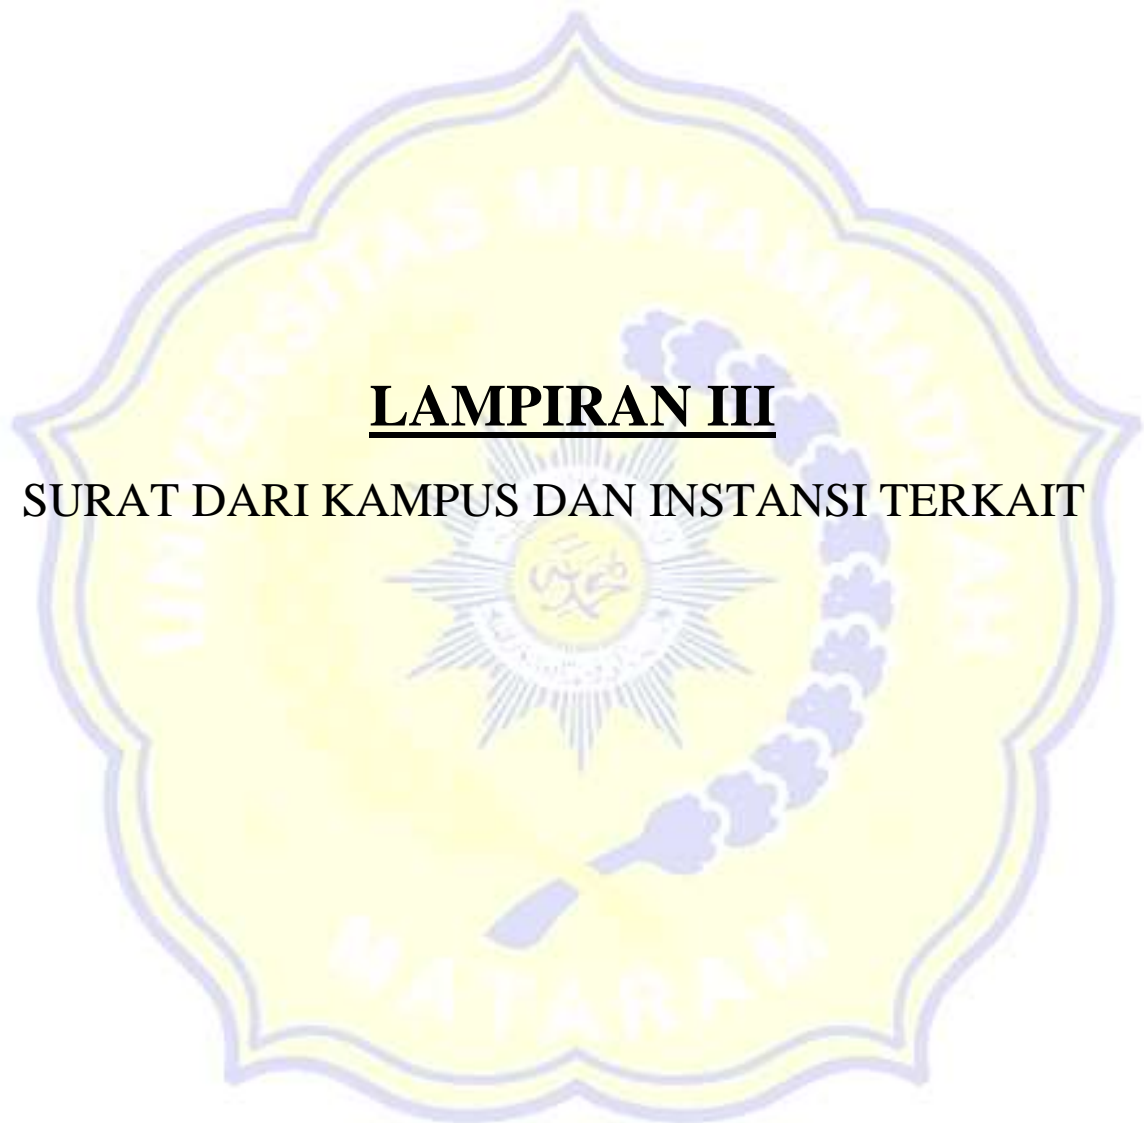 UNIVERSITAS MUHAMMADIYAH
LAMPIRAN III
SURAT DARI KAMPUS DAN INSTANSI TERKAIT
MATARAM